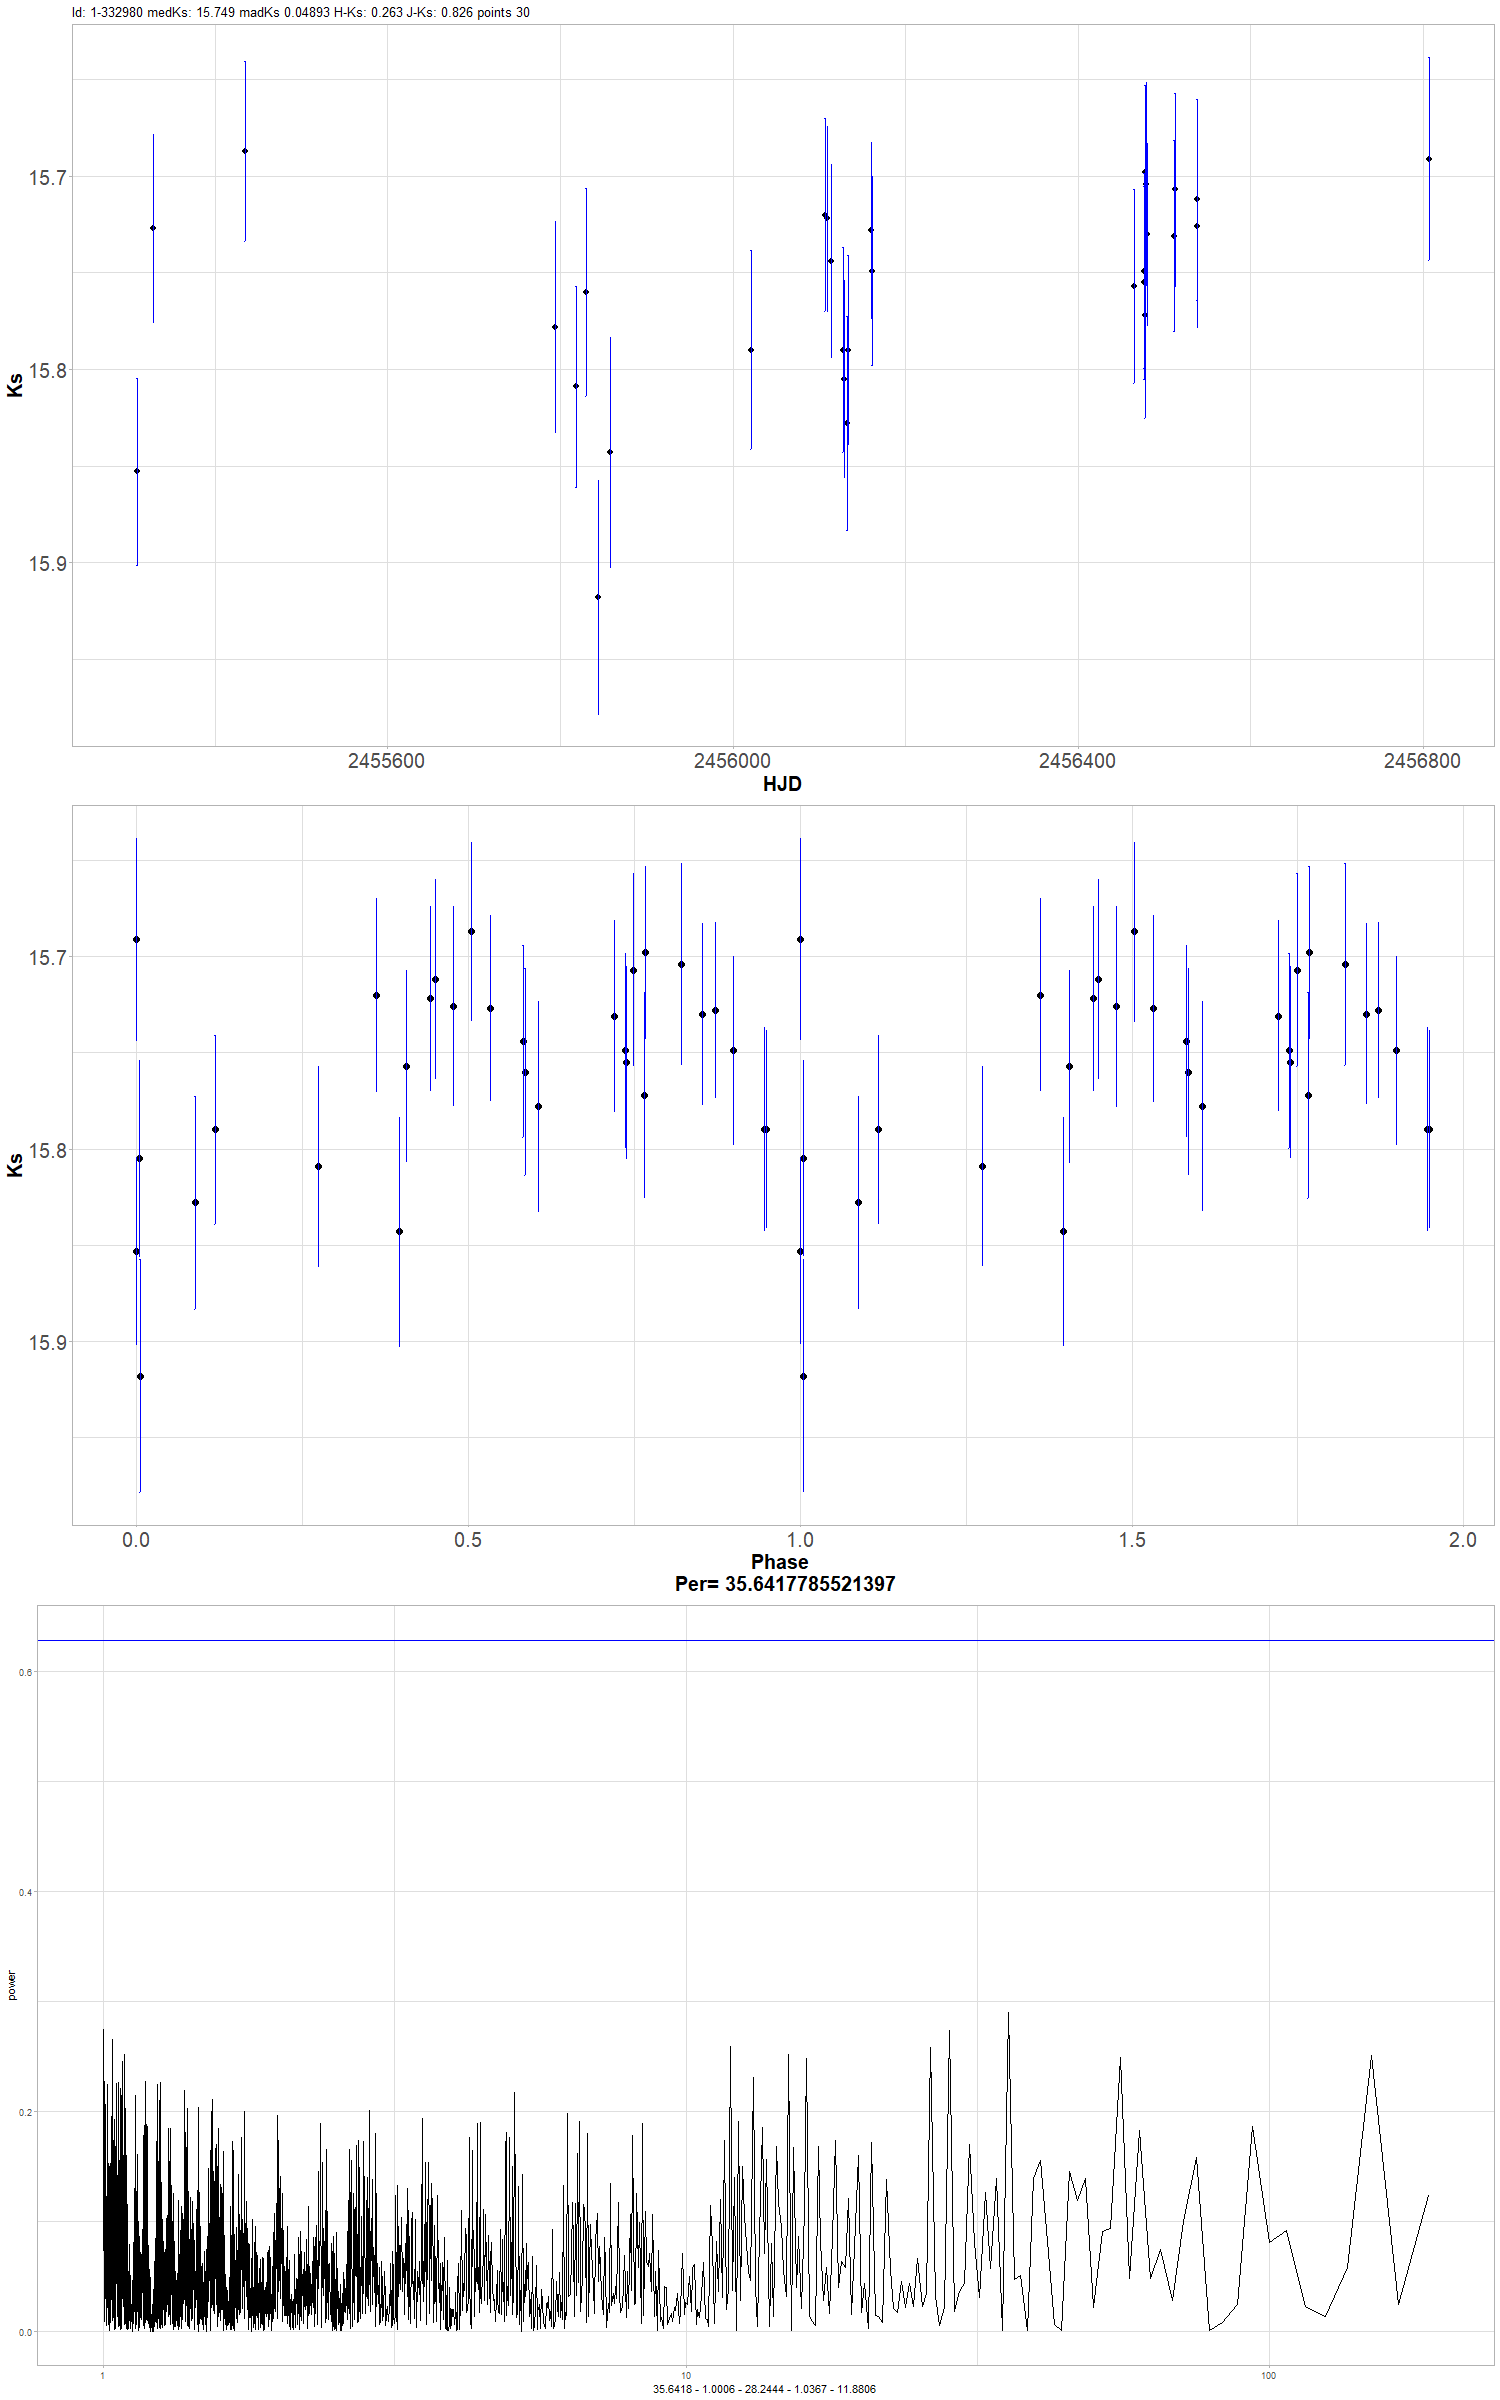 Id: 1-332980 medKs: 15.749 madKs 0.04893 H-Ks: 0.263 J-Ks: 0.826 points 30
15.7
15.8
15.9
Ks
2455600 2456000 2456400 2456800
HJD
15.7
15.8
15.9
Ks
0.0 0.5 1.0 1.5 2.0
Phase
Per= 35.6417785521397
0.6
0.4
0.2
0.0
power
1 10 100
35.6418 - 1.0006 - 28.2444 - 1.0367 - 11.8806